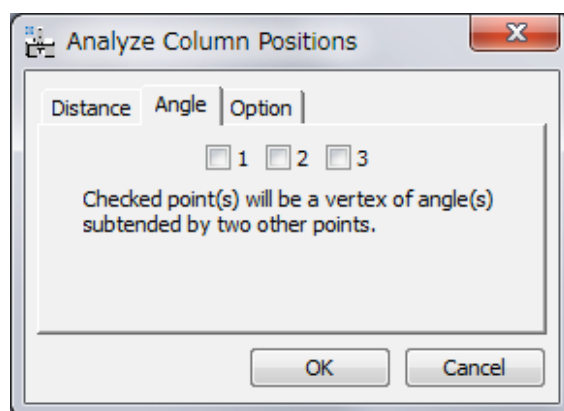 Analyze Column Positions
Distance Angle Option
1 2 3
Checked point(s) will be a vertex of angle(s)
subtended by two other points.
OK Cancel